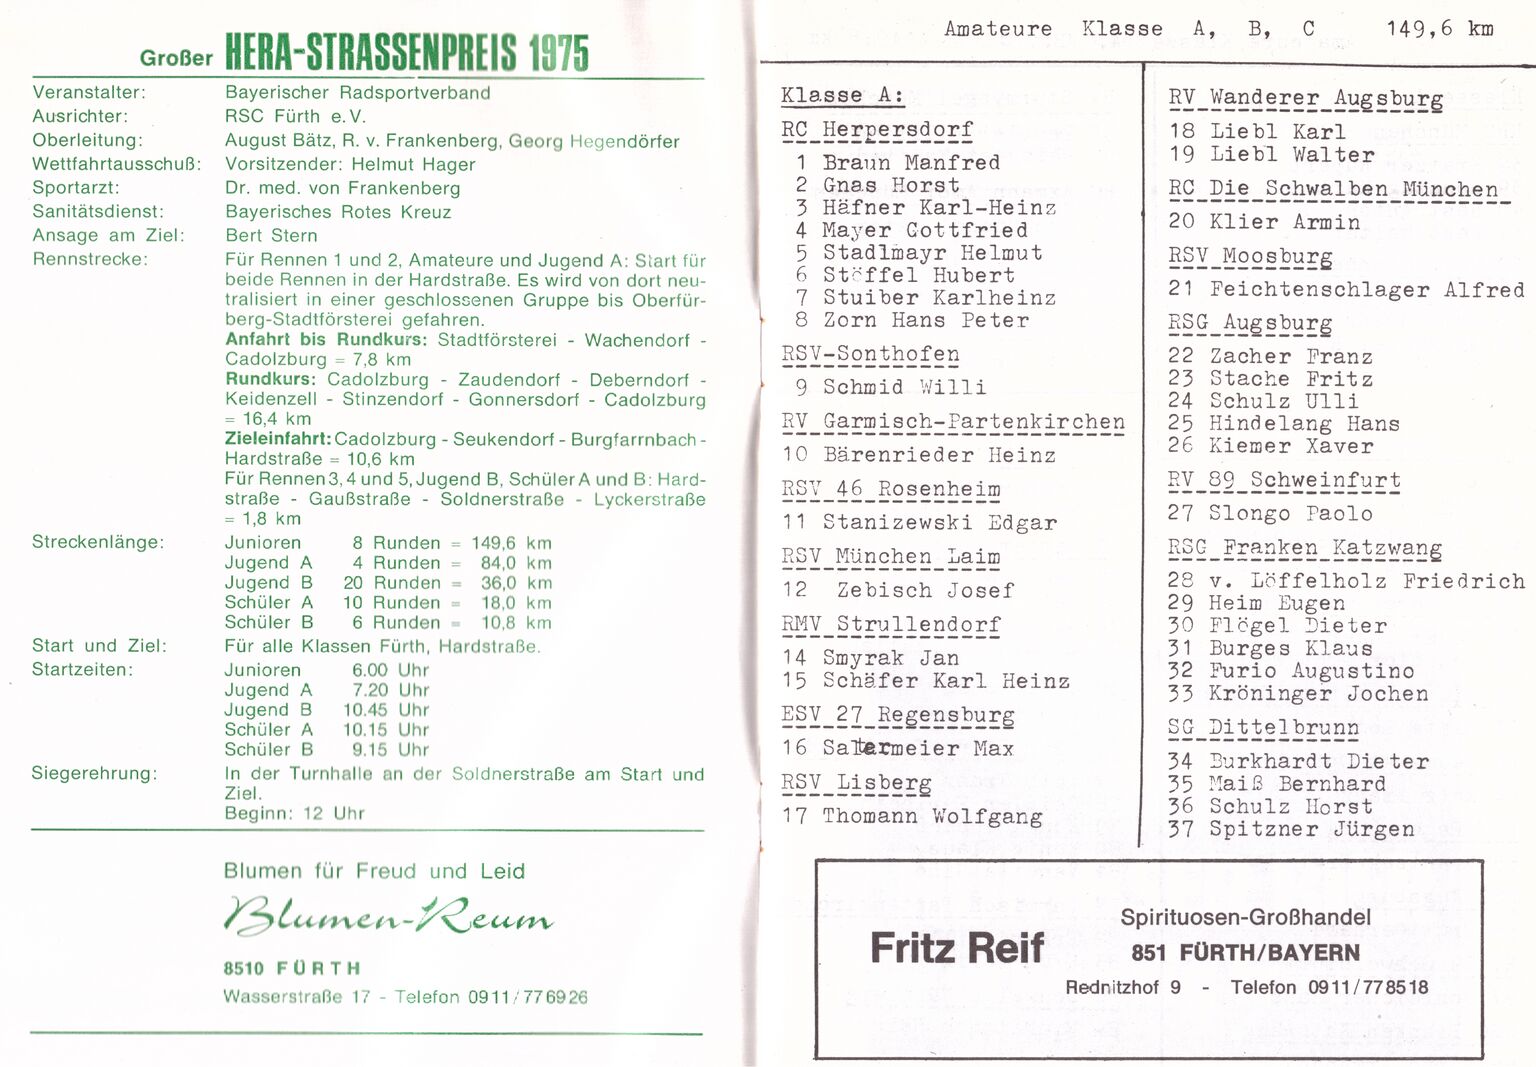 Großer HERA-STRASSENPREIS 1975
Veranstalter: Bayerischer Radsportverband
Ausrichter: RSC Fürth e.V.
Oberleitung: August Bätz, R. v. Frankenberg, Georg Hegendörfer
Wettfahrtausschuß: Vorsitzender: Helmut Hager
Sportarzt: Dr. med. von Frankenberg
Sanitätsdienst: Bayerisches Rotes Kreuz
Ansage am Ziel: Bert Stern
Rennstrecke: Für Rennen 1 und 2, Amateure und Jugend A: Start für
beide Rennen in der Hardstraße. Es wird von dort neu-
tralisiert in einer geschlossenen Gruppe bis Oberfür-
berg-Stadtförsterei gefahren.
Anfahrt bis Rundkurs: Stadtförsterei - Wachendorf -
Cadolzburg = 7,8 km
Rundkurs: Cadolzburg - Zaudendorf - Deberndorf -
Keidenzell - Stinzendorf - Gonnersdorf - Cadolzburg
= 16,4 km
Zieleinfahrt: Cadolzburg - Seukendorf - Burgfarrnbach -
Hardstraße = 10,6 km
Für Rennen 3, 4 und 5, Jugend B, Schüler A und B: Hard-
straße - Gaußstraße - Soldnerstraße - Lyckerstraße
= 1,8 km
Streckenlänge: Junioren 8 Runden = 149,6 km
Jugend A 4 Runden = 84,0 km
Jugend B 20 Runden = 36,0 km
Schüler A 10 Runden = 18,0 km
Schüler B 6 Runden = 10,8 km
Start und Ziel: Für alle Klassen Fürth, Hardstraße.
Startzeiten: Junioren 6.00 Uhr
Jugend A 7.20 Uhr
Jugend B 10.45 Uhr
Schüler A 10.15 Uhr
Schüler B 9.15 Uhr
Siegerehrung: In der Turnhalle an der Soldnerstraße am Start und
Ziel.
Beginn: 12 Uhr
Blumen für Freud und Leid
Blumen-Reum
8510 FÜRTH
Wasserstraße 17 - Telefon 0911/776926
Amateure Klasse A, B, C 149,6 km
Klasse A:
RC Herpersdorf
1 Braun Manfred
2 Gnas Horst
3 Häfner Karl-Heinz
4 Mayer Gottfried
5 Stadlmayr Helmut
6 Stöffel Hubert
7 Stuiber Karlheinz
8 Zorn Hans Peter
RSV-Sonthofen
9 Schmid Willi
RV Garmisch-Partenkirchen
10 Bärenrieder Heinz
RSV 46 Rosenheim
11 Stanizewski Edgar
RSV München Laim
12 Zebisch Josef
RMV Strullendorf
14 Smyrak Jan
15 Schäfer Karl Heinz
ESV 27 Regensburg
16 Saltermeier Max
RSV Lisberg
17 Thomann Wolfgang
RV Wanderer Augsburg
18 Liebl Karl
19 Liebl Walter
RC Die Schwalben München
20 Klier Armin
RSV Moosburg
21 Feichtenschlager Alfred
RSG Augsburg
22 Zacher Franz
23 Stache Fritz
24 Schulz Ulli
25 Hindelang Hans
26 Kiemer Xaver
RV 89 Schweinfurt
27 Slongo Paolo
RSG Franken Katzwang
28 v. Löffelholz Friedrich
29 Heim Eugen
30 Flögel Dieter
31 Burges Klaus
32 Furio Augustino
33 Kröninger Jochen
SG Dittelbrunn
34 Burkhardt Dieter
35 Maiß Bernhard
36 Schulz Horst
37 Spitzner Jürgen
Spirituosen-Großhandel
Fritz Reif
851 FÜRTH/BAYERN
Rednitzhof 9 - Telefon 0911/778518